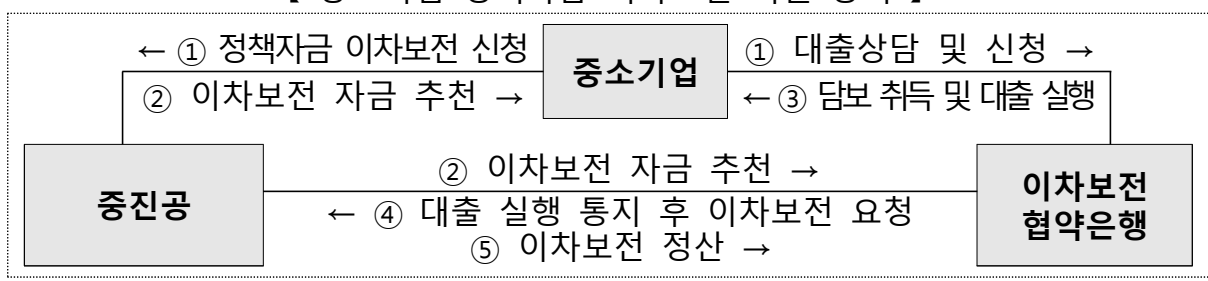 ← ① 정책자금 이차보전 신청
중소기업
① 대출상담 및 신청 →
② 이차보전 자금 추천 →
← ③ 담보 취득 및 대출 실행
중진공
② 이차보전 자금 추천 →
← ④ 대출 실행 통지 후 이차보전 요청
⑤ 이차보전 정산 →
이차보전
협약은행